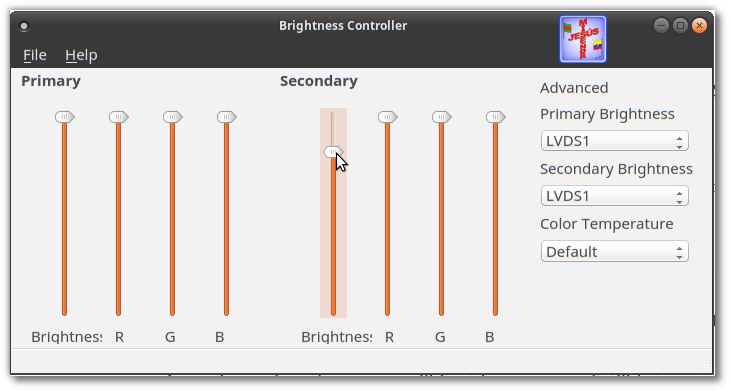 Brightness Controller
File Help
Primary
Secondary
Brightness R G B
Brightness R G B
Advanced
Primary Brightness
LVDS1
Secondary Brightness
LVDS1
Color Temperature
Default